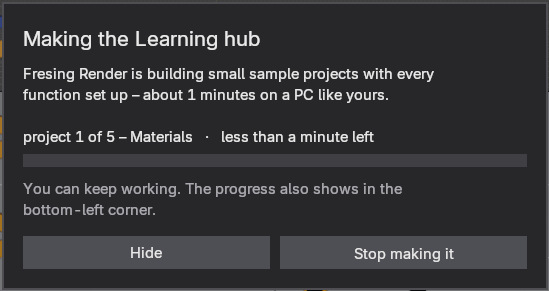 Making the Learning hub
Fresing Render is building small sample projects with every
function set up – about 1 minutes on a PC like yours.
project 1 of 5 – Materials · less than a minute left
You can keep working. The progress also shows in the
bottom-left corner.
Hide
Stop making it